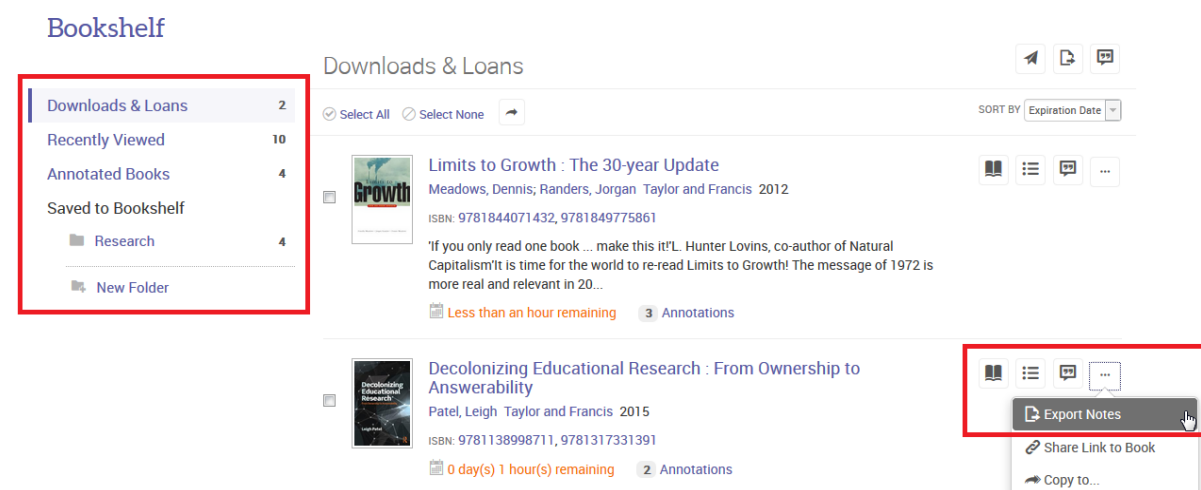 Bookshelf
Downloads & Loans 2
Recently Viewed 10
Annotated Books 4
Saved to Bookshelf
Research 4
New Folder
Downloads & Loans
Select All Select None
SORT BY Expiration Date
Growth
Limits to Growth : The 30-year Update
Meadows, Dennis; Randers, Jorgan Taylor and Francis 2012
ISBN: 9781844071432, 9781849775861
'If you only read one book ... make this it!'L. Hunter Lovins, co-author of Natural
Capitalism'It is time for the world to re-read Limits to Growth! The message of 1972 is
more real and relevant in 20...
Less than an hour remaining 3 Annotations
Decolonizing
Educational
Research
Leigh Patel
Decolonizing Educational Research : From Ownership to
Answerability
Patel, Leigh Taylor and Francis 2015
ISBN: 9781138998711, 9781317331391
0 day(s) 1 hour(s) remaining 2 Annotations
...
...
Export Notes
Share Link to Book
Copy to...